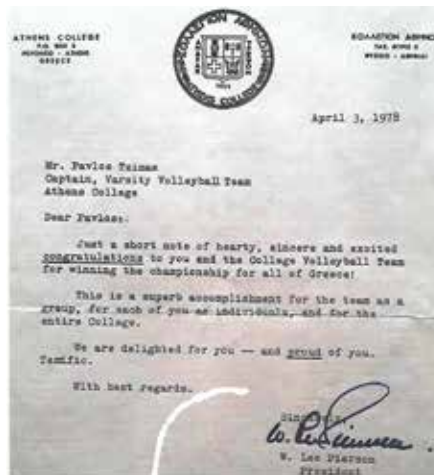 ATHENS COLLEGE
GREECE
ΚΟΛΛΕΓΙΟΝ ΑΘΗΝΩΝ
ATHENS COLLEGE
April 3, 1978
Mr. Pavlos Tsimas
Captain, Varsity Volleyball Team
Athens College
Dear Pavlos:
Just a short note of hearty, sincere and excited
congratulations to you and the College Volleyball Team
for winning the championship for all of Greece!
This is a superb accomplishment for the team as a
group, for each of you as individuals, and for the
entire College.
We are delighted for you — and proud of you.
With best regards.
Sincerely,
W. Lee Pierson
President